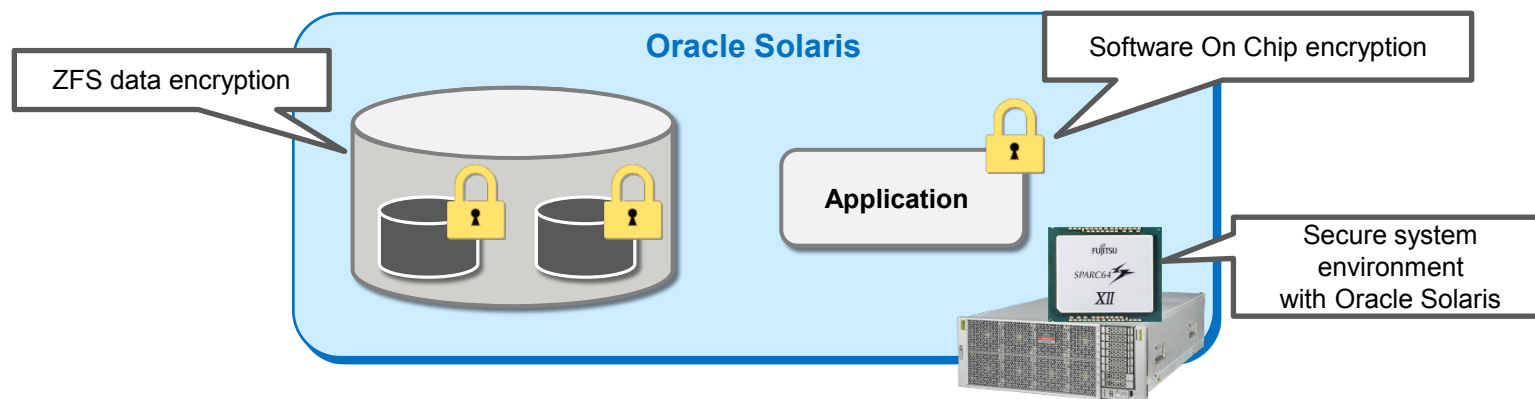 Oracle Solaris
ZFS data encryption
Software On Chip encryption
Application
FUJITSU
SPARC64
XII
Secure system
environment
with Oracle Solaris